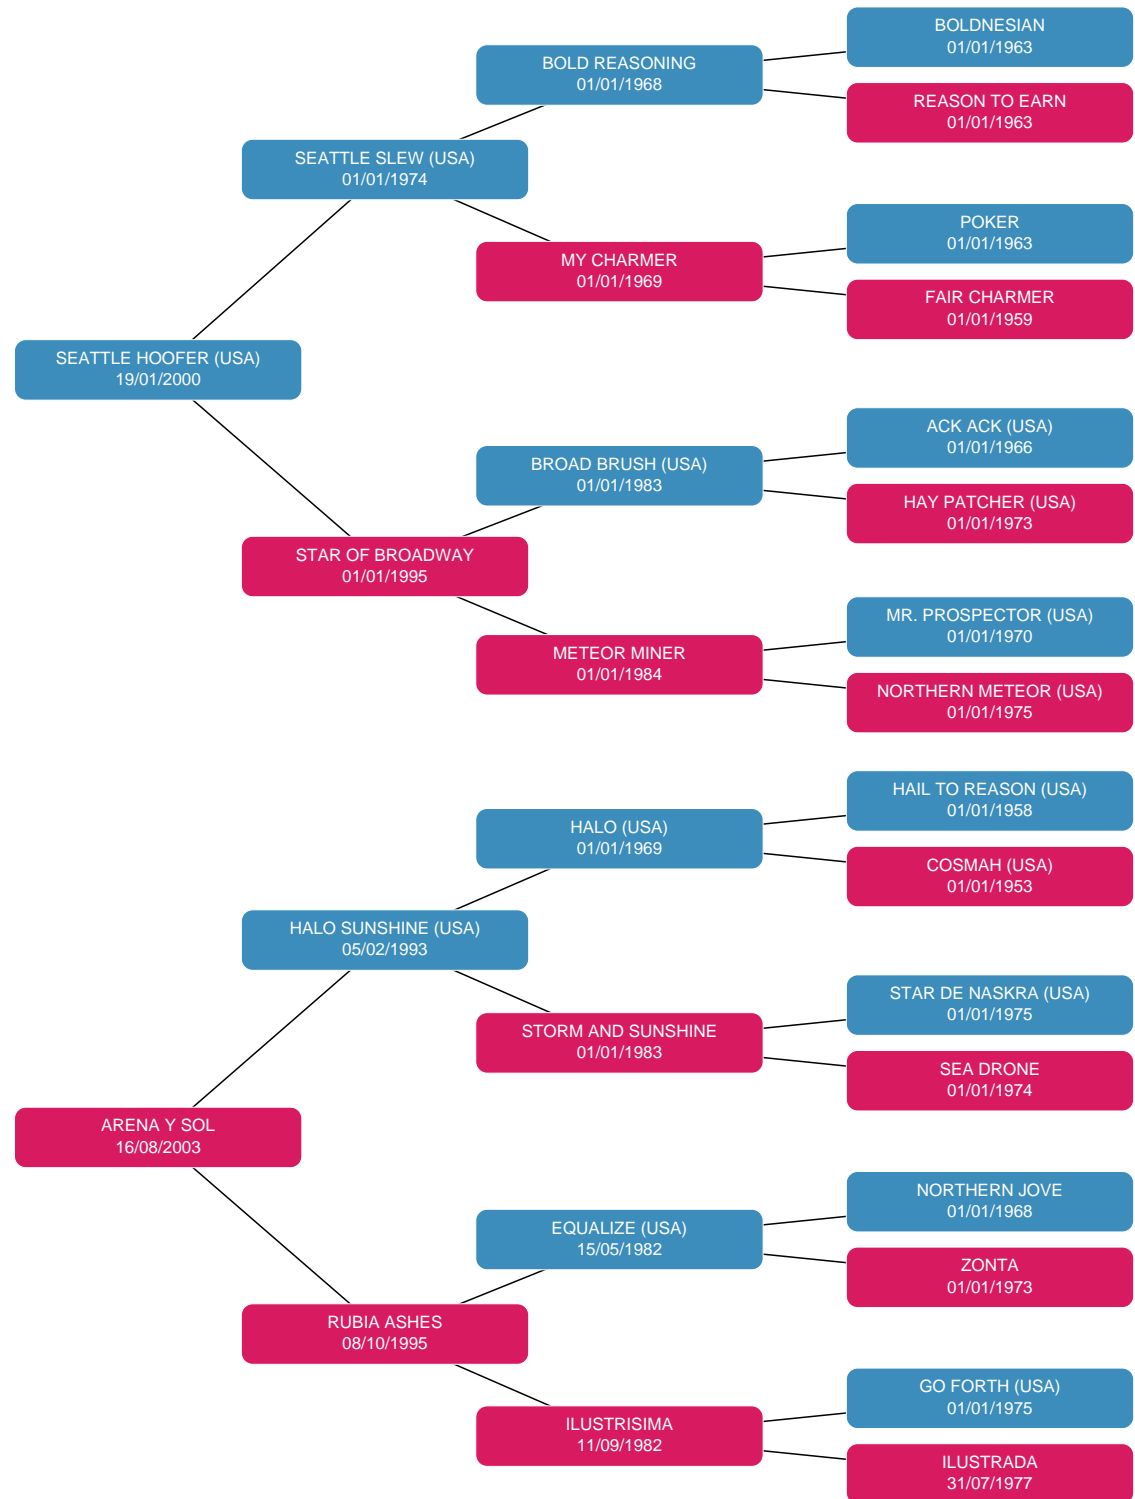 BOLDNESIAN
01/01/1963
BOLD REASONING
01/01/1968
REASON TO EARN
01/01/1963
SEATTLE SLEW (USA)
01/01/1974
POKER
01/01/1963
MY CHARMER
01/01/1969
FAIR CHARMER
01/01/1959
SEATTLE HOOFER (USA)
19/01/2000
ACK ACK (USA)
01/01/1966
BROAD BRUSH (USA)
01/01/1983
HAY PATCHER (USA)
01/01/1973
STAR OF BROADWAY
01/01/1995
MR. PROSPECTOR (USA)
01/01/1970
METEOR MINER
01/01/1984
NORTHERN METEOR (USA)
01/01/1975
HAIL TO REASON (USA)
01/01/1958
HALO (USA)
01/01/1969
COSMAH (USA)
01/01/1953
HALO SUNSHINE (USA)
05/02/1993
STAR DE NASKRA (USA)
01/01/1975
STORM AND SUNSHINE
01/01/1983
SEA DRONE
01/01/1974
ARENA Y SOL
16/08/2003
NORTHERN JOVE
01/01/1968
EQUALIZE (USA)
15/05/1982
ZONTA
01/01/1973
RUBIA ASHES
08/10/1995
GO FORTH (USA)
01/01/1975
ILUSTRISIMA
11/09/1982
ILUSTRADA
31/07/1977